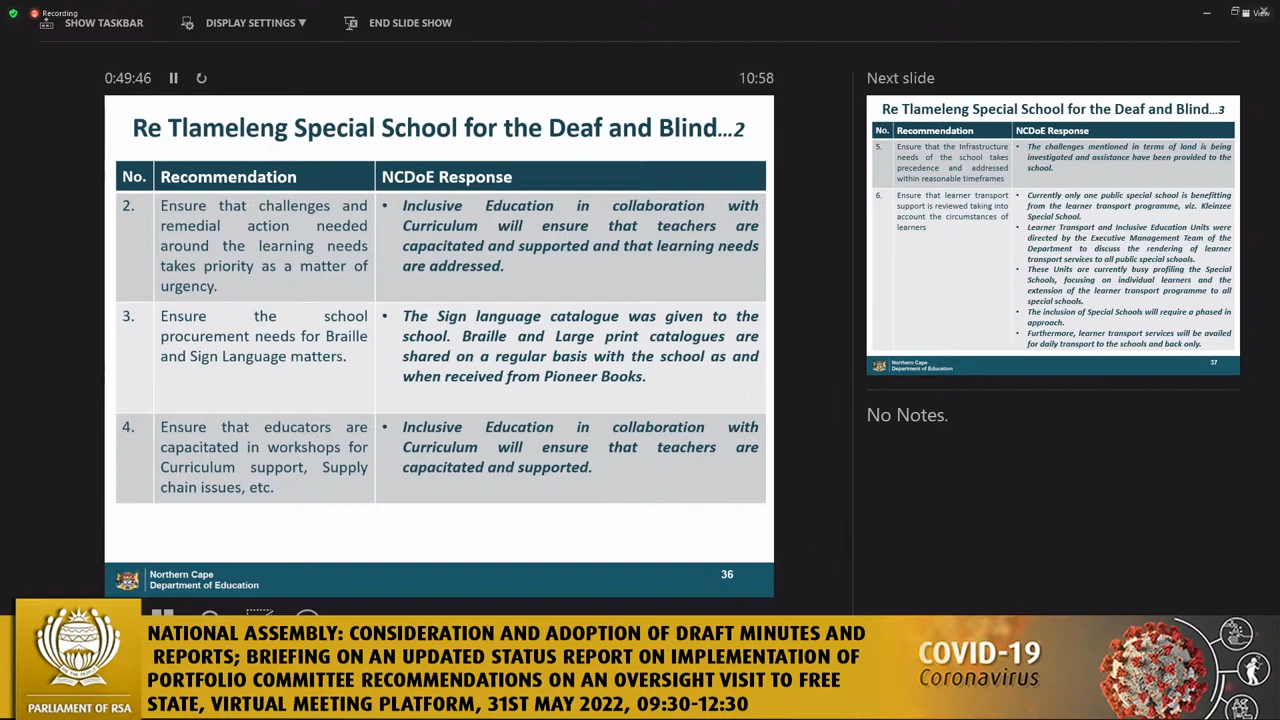 Recording
View
SHOW TASKBAR
DISPLAY SETTINGS ▼
END SLIDE SHOW
0:49:46
10:58
Re Tlameleng Special School for the Deaf and Blind...2
No. Recommendation NCDoE Response
2. Ensure that challenges and
remedial action needed
around the learning needs
takes priority as a matter of
urgency.
• Inclusive Education in collaboration with
Curriculum will ensure that teachers are
capacitated and supported and that learning needs
are addressed.
3. Ensure the school
procurement needs for Braille
and Sign Language matters.
• The Sign language catalogue was given to the
school. Braille and Large print catalogues are
shared on a regular basis with the school as and
when received from Pioneer Books.
4. Ensure that educators are
capacitated in workshops for
Curriculum support, Supply
chain issues, etc.
• Inclusive Education in collaboration with
Curriculum will ensure that teachers are
capacitated and supported.
Northern Cape
Department of Education
36
Next slide
Re Tlameleng Special School for the Deaf and Blind...3
No. Recommendation NCDoE Response
5. Ensure that the Infrastructure
needs of the school takes
precedence and addressed
within reasonable timeframes
• The challenges mentioned in terms of land is being
investigated and assistance have been provided to the
school.
6. Ensure that learner transport
support is reviewed taking into
account the circumstances of
learners
• Currently only one public special school is benefitting
from the learner transport programme, viz. Kleinzee
Special School.
• Learner Transport and Inclusive Education Units were
directed by the Executive Management Team of the
Department to discuss the rendering of learner
transport services to all public special schools.
• These Units are currently busy profiling the Special
Schools, focusing on individual learners and the
extension of the learner transport programme to all
special schools.
• The inclusion of Special Schools will require a phased in
approach.
• Furthermore, learner transport services will be availed
for daily transport to the schools and back only.
Northern Cape
Department of Education
37
No Notes.
PARLIAMENT OF RSA
NATIONAL ASSEMBLY: CONSIDERATION AND ADOPTION OF DRAFT MINUTES AND
REPORTS; BRIEFING ON AN UPDATED STATUS REPORT ON IMPLEMENTATION OF
PORTFOLIO COMMITTEE RECOMMENDATIONS ON AN OVERSIGHT VISIT TO FREE
STATE, VIRTUAL MEETING PLATFORM, 31ST MAY 2022, 09:30-12:30
COVID-19
Coronavirus